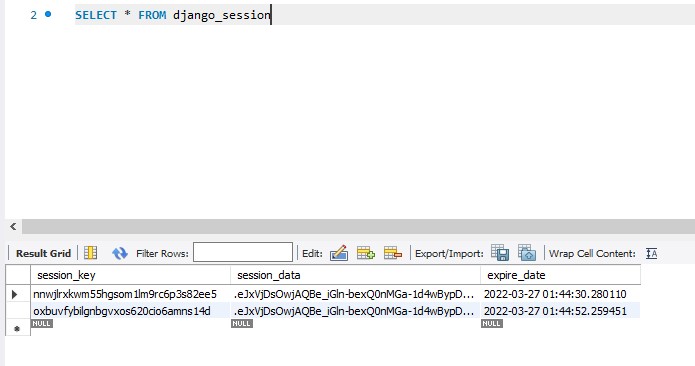 2 SELECT * FROM django_session
Result Grid Filter Rows: Edit: Export/Import: Wrap Cell Content: IA
session_key session_data expire_date
nnwjlrxkwm55hgsom1lm9rc6p3s82ee5 .eJxVjDsOwjAQBe_iGln-bexQ0nMGa-1d4wBypD... 2022-03-27 01:44:30.280110
oxbuvfybilgnbgvxos620cio6amns14d .eJxVjDsOwjAQBe_iGln-bexQ0nMGa-1d4wBypD... 2022-03-27 01:44:52.259451
NULL NULL NULL